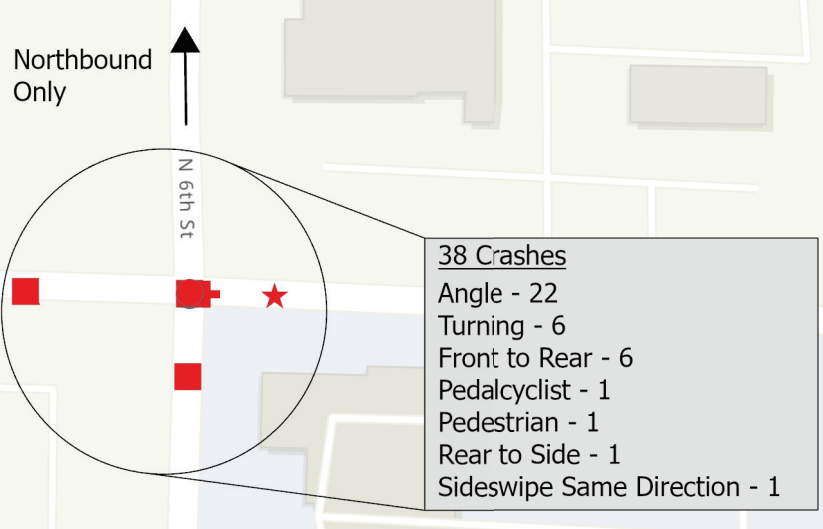 Northbound
Only
N 6th St
38 Crashes
Angle - 22
Turning - 6
Front to Rear - 6
Pedalcyclist - 1
Pedestrian - 1
Rear to Side - 1
Sideswipe Same Direction - 1